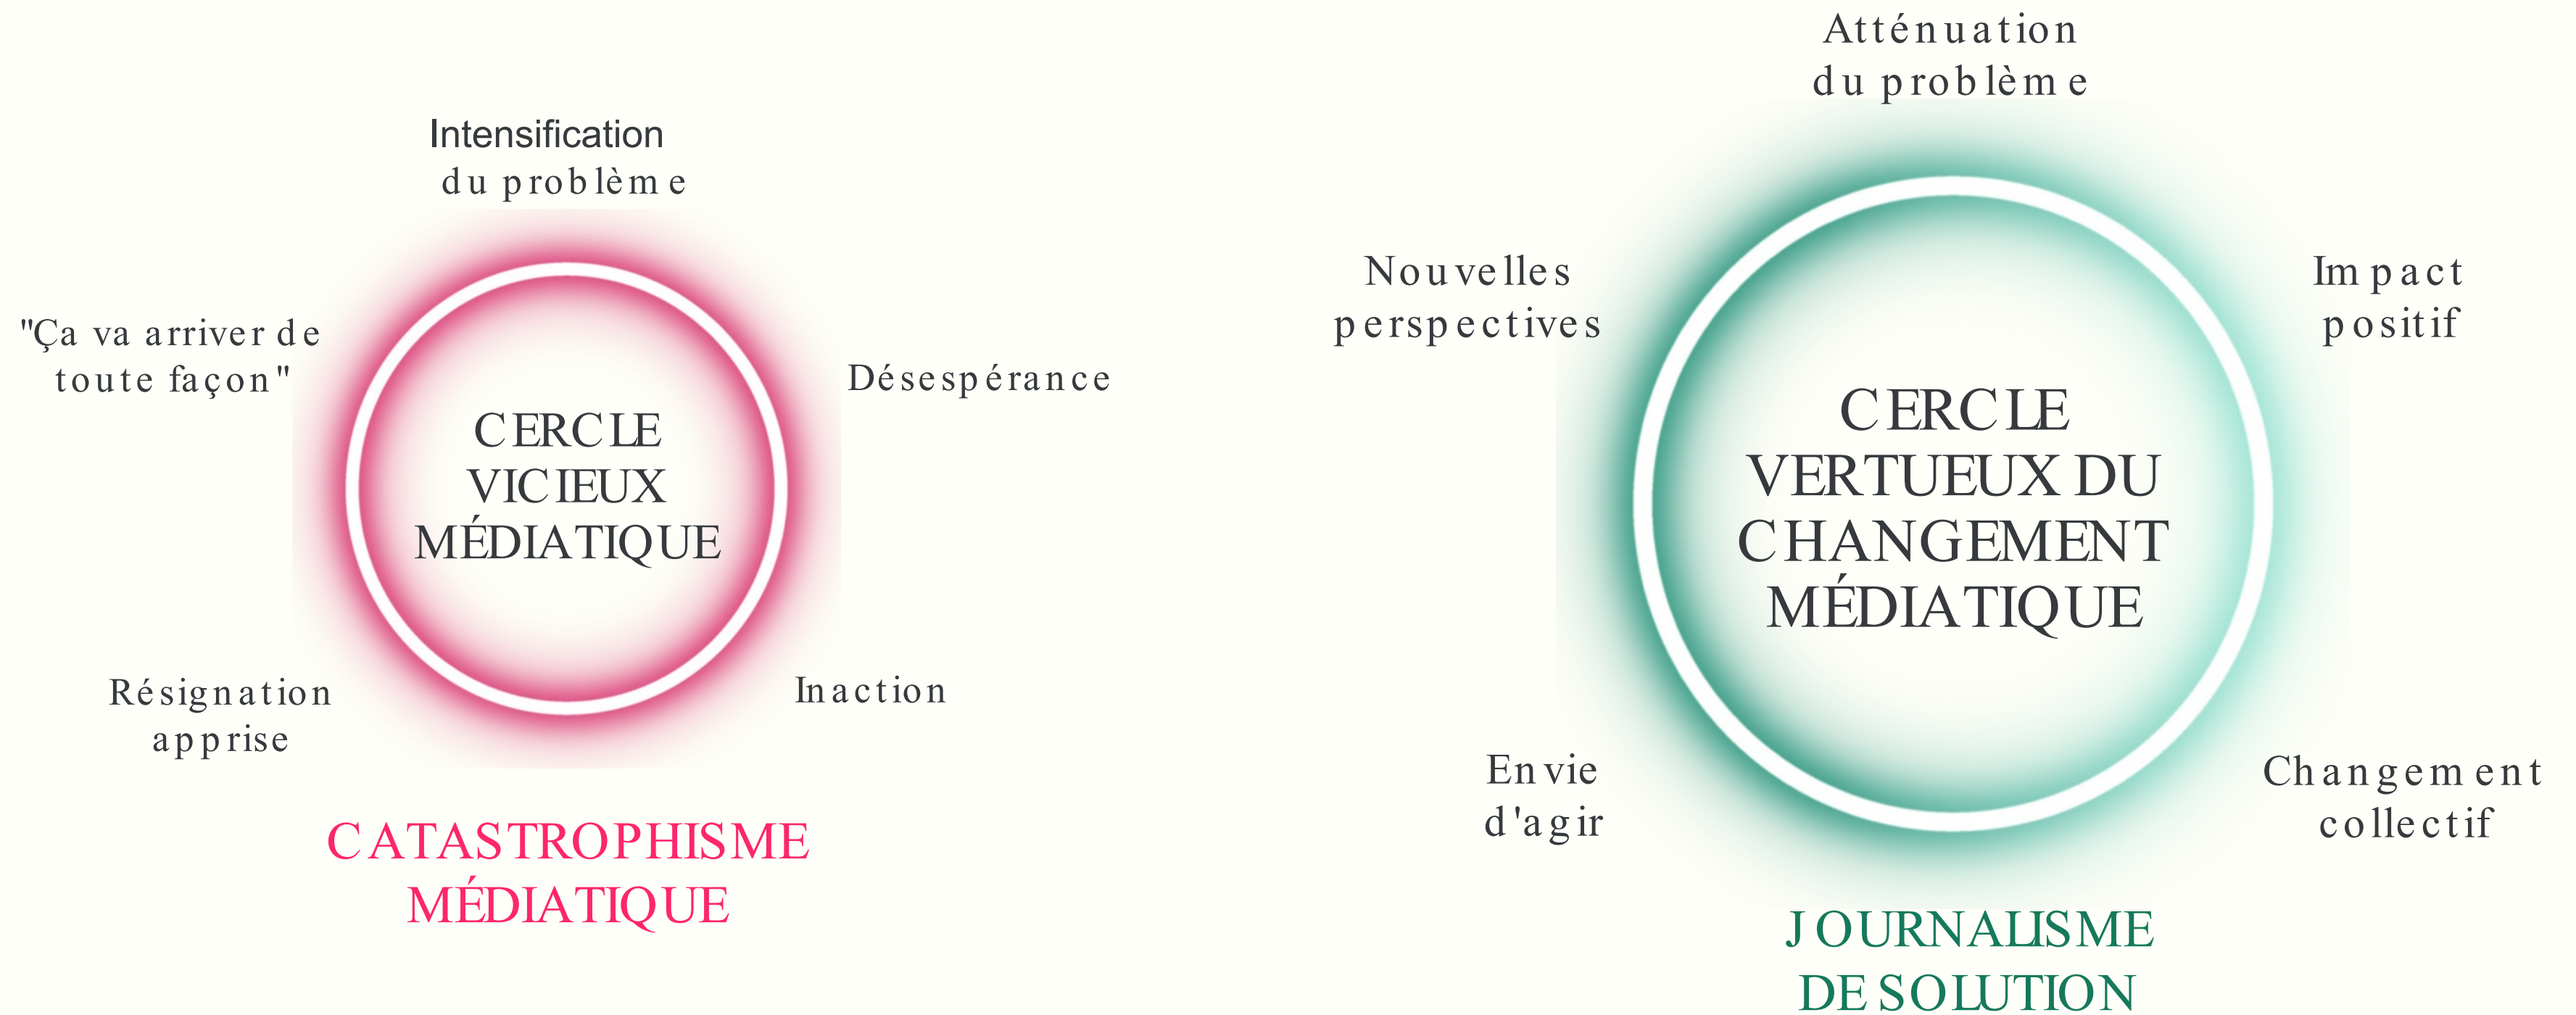 Intensification
du problème
"Ça va arriver de
toute façon"
Désespérance
CERCLE
VICIEUX
MÉDIATIQUE
Résignation
apprise
Inaction
CATASTROPHISME
MÉDIATIQUE
Atténuation
du problème
Nouvelles
perspectives
Impact
positif
CERCLE
VERTUEUX DU
CHANGEMENT
MÉDIATIQUE
Envie
d'agir
Changement
collectif
JOURNALISME
DE SOLUTION